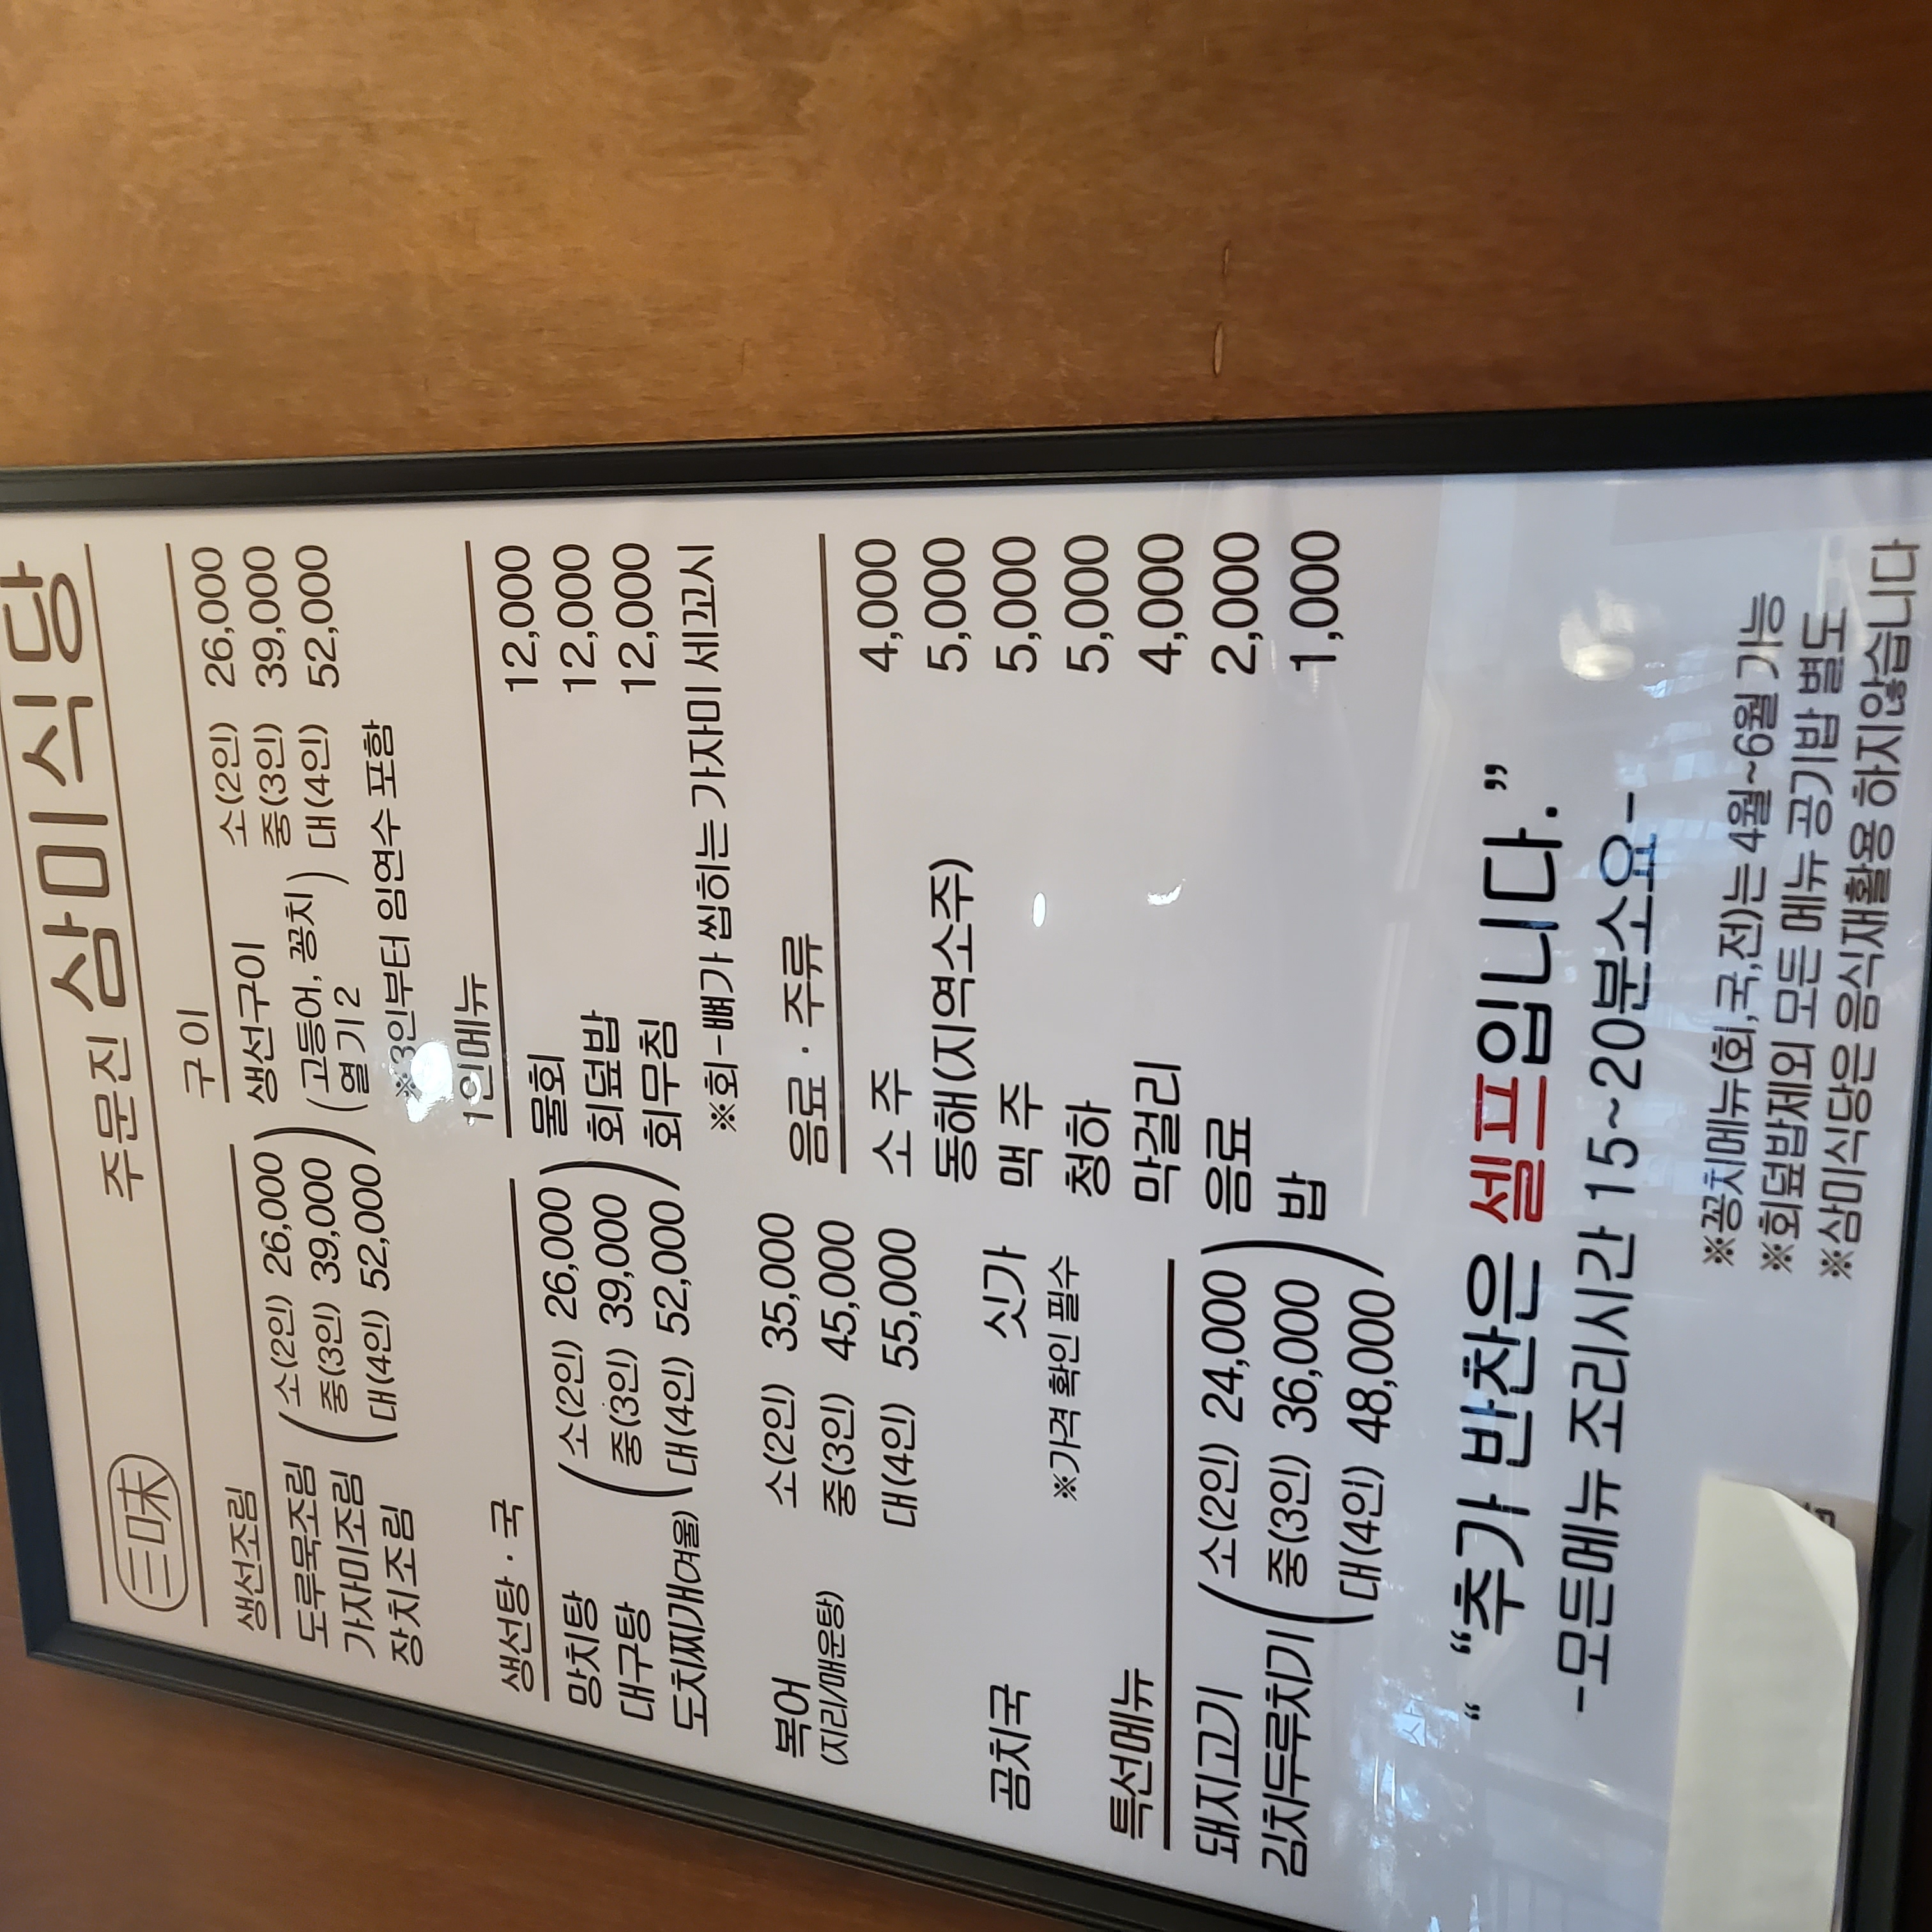 三味
주문진 삼미식당
생선조림
도루묵조림
가자미조림
장치조림
소(2인) 26,000
중(3인) 39,000
대(4인) 52,000
생선탕·국
망치탕
대구탕
도치찌개(겨울)
소(2인) 26,000
중(3인) 39,000
대(4인) 52,000
복어
(지리/매운탕)
소(2인) 35,000
중(3인) 45,000
대(4인) 55,000
곰치국 싯가
※가격 확인 필수
특선메뉴
돼지고기
김치두루치기
소(2인) 24,000
중(3인) 36,000
대(4인) 48,000
구이
생선구이
(고등어, 꽁치
열기2)
소(2인) 26,000
중(3인) 39,000
대(4인) 52,000
※3인부터 임연수 포함
1인메뉴
물회 12,000
회덮밥 12,000
회무침 12,000
※회-뼈가 씹히는 가자미 세꼬시
음료·주류
소주 4,000
동해(지역소주) 5,000
맥주 5,000
청하 5,000
막걸리 4,000
음료 2,000
밥 1,000
“ “추가 반찬은 셀프입니다.”
-모든메뉴 조리시간 15~20분소요-
※꽁치메뉴(회,국,전)는 4월~6월 기능
※회덮밥제외 모든 메뉴 공기밥 별도
※삼미식당은 음식재활용 하지않습니다